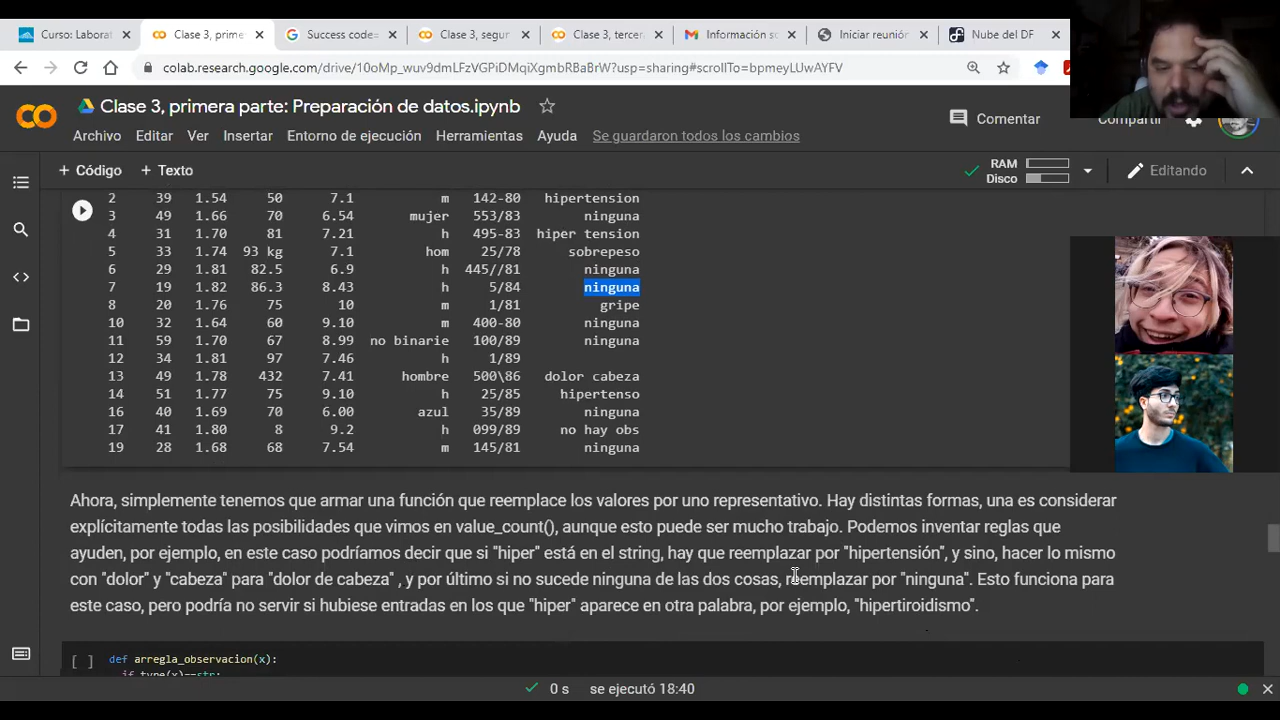 Curso: Laborat
Clase 3, prime
Success code=
Clase 3, segur
Clase 3, tercera
Información so
Iniciar reunión
Nube del DF
colab.research.google.com/drive/10oMp_wuv9dmLFzVGPiDMqiXgmbRBaBrW?usp=sharing#scrollTo=bpmeyLUwAYFV
Clase 3, primera parte: Preparación de datos.ipynb
Comentar
Compartir
Archivo Editar Ver Insertar Entorno de ejecución Herramientas Ayuda Se guardaron todos los cambios
+ Código + Texto
RAM
Disco
Editando
2 39 1.54 50 7.1 m 142-80 hipertension
3 49 1.66 70 6.54 mujer 553/83 ninguna
4 31 1.70 81 7.21 h 495-83 hiper tension
5 33 1.74 93 kg 7.1 hom 25/78 sobrepeso
6 29 1.81 82.5 6.9 h 445//81 ninguna
7 19 1.82 86.3 8.43 h 5/84 ninguna
8 20 1.76 75 10 m 1/81 gripe
10 32 1.64 60 9.10 m 400-80 ninguna
11 59 1.70 67 8.99 no binarie 100/89 ninguna
12 34 1.81 97 7.46 h 1/89
13 49 1.78 432 7.41 hombre 500\86 dolor cabeza
14 51 1.77 75 9.10 h 25/85 hipertenso
16 40 1.69 70 6.00 azul 35/89 ninguna
17 41 1.80 8 9.2 h 099/89 no hay obs
19 28 1.68 68 7.54 m 145/81 ninguna
Ahora, simplemente tenemos que armar una función que reemplace los valores por uno representativo. Hay distintas formas, una es considerar
explícitamente todas las posibilidades que vimos en value_count(), aunque esto puede ser mucho trabajo. Podemos inventar reglas que
ayuden, por ejemplo, en este caso podríamos decir que si "hiper" está en el string, hay que reemplazar por "hipertensión", y sino, hacer lo mismo
con "dolor" y "cabeza" para "dolor de cabeza" , y por último si no sucede ninguna de las dos cosas, reemplazar por "ninguna". Esto funciona para
este caso, pero podría no servir si hubiese entradas en los que "hiper" aparece en otra palabra, por ejemplo, "hipertiroidismo".
[ ] def arregla_observacion(x):
if type(x)==str:
0 s se ejecutó 18:40